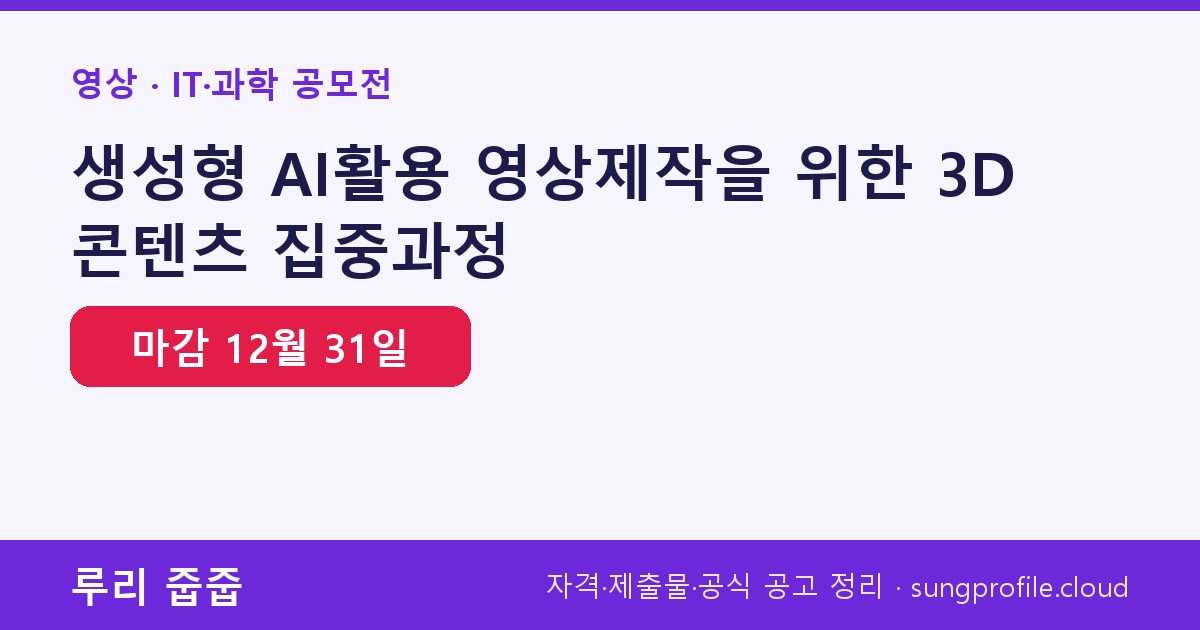 영상 · IT·과학 공모전
생성형 AI활용 영상제작을 위한 3D
콘텐츠 집중과정
마감 12월 31일
루리 줍줍
자격·제출물·공식 공고 정리 · sungprofile.cloud